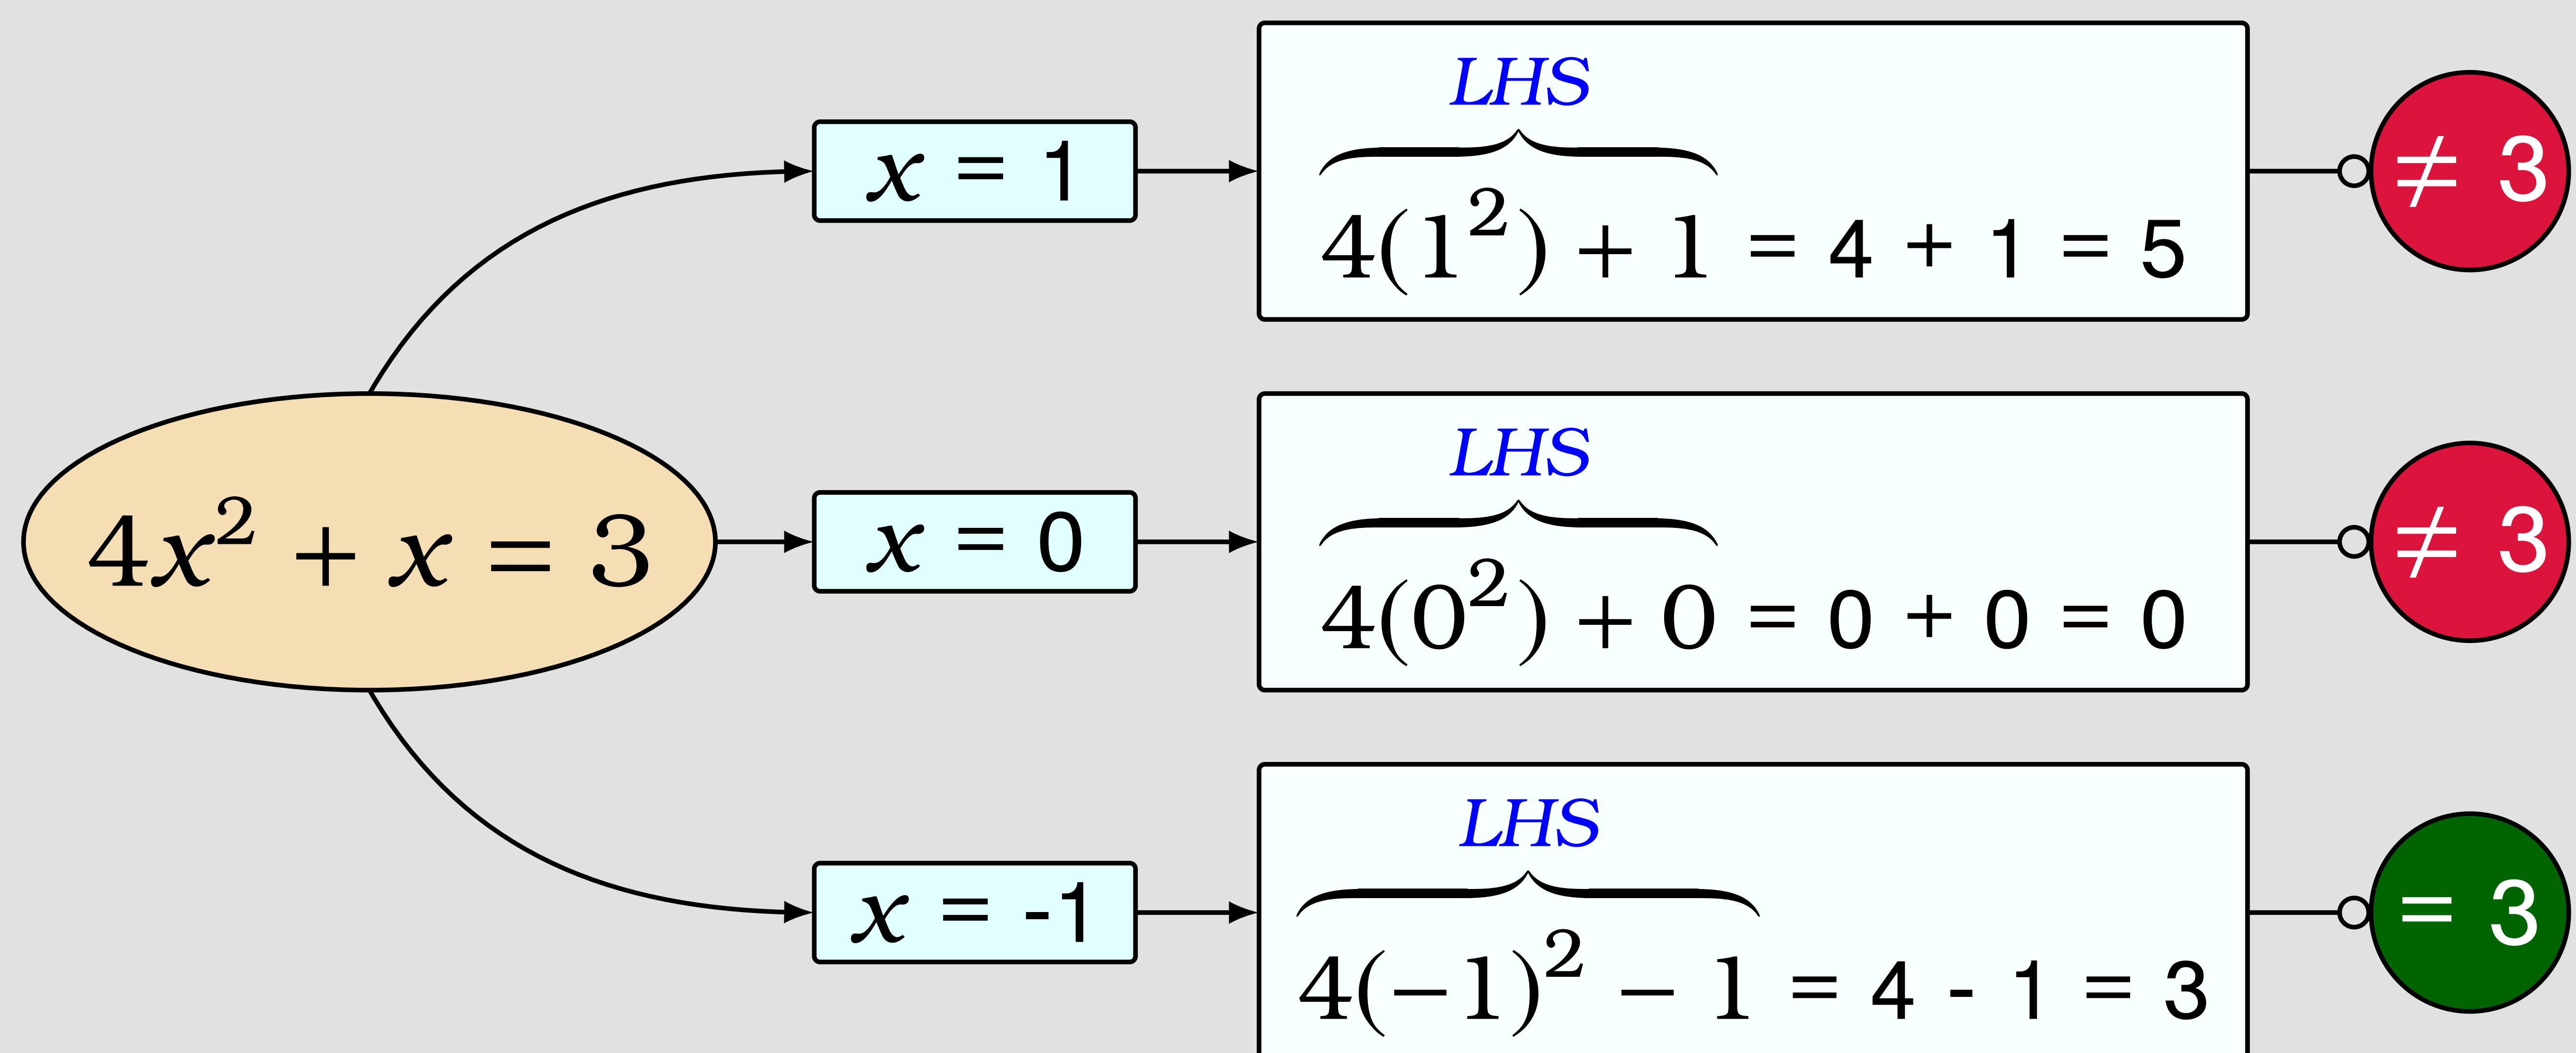 4x² + x = 3
x = 1
LHS
4(1²) + 1 = 4 + 1 = 5
≠ 3
x = 0
LHS
4(0²) + 0 = 0 + 0 = 0
≠ 3
x = -1
LHS
4(−1)² − 1 = 4 - 1 = 3
= 3